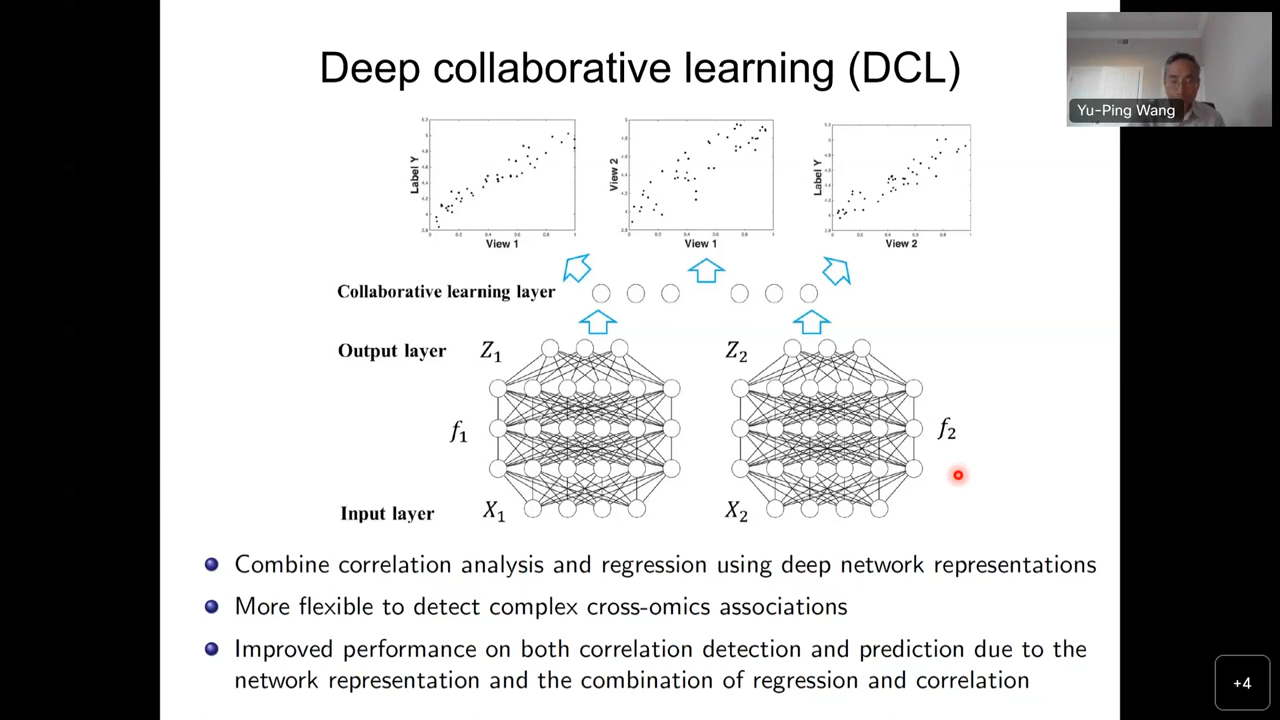 Deep collaborative learning (DCL)
Yu-Ping Wang
Label Y
View 1
View 2
View 1
Label Y
View 2
Collaborative learning layer
Output layer
Z₁
Z₂
f₁
f₂
Input layer
X₁
X₂
Combine correlation analysis and regression using deep network representations
More flexible to detect complex cross-omics associations
Improved performance on both correlation detection and prediction due to the
network representation and the combination of regression and correlation
+4